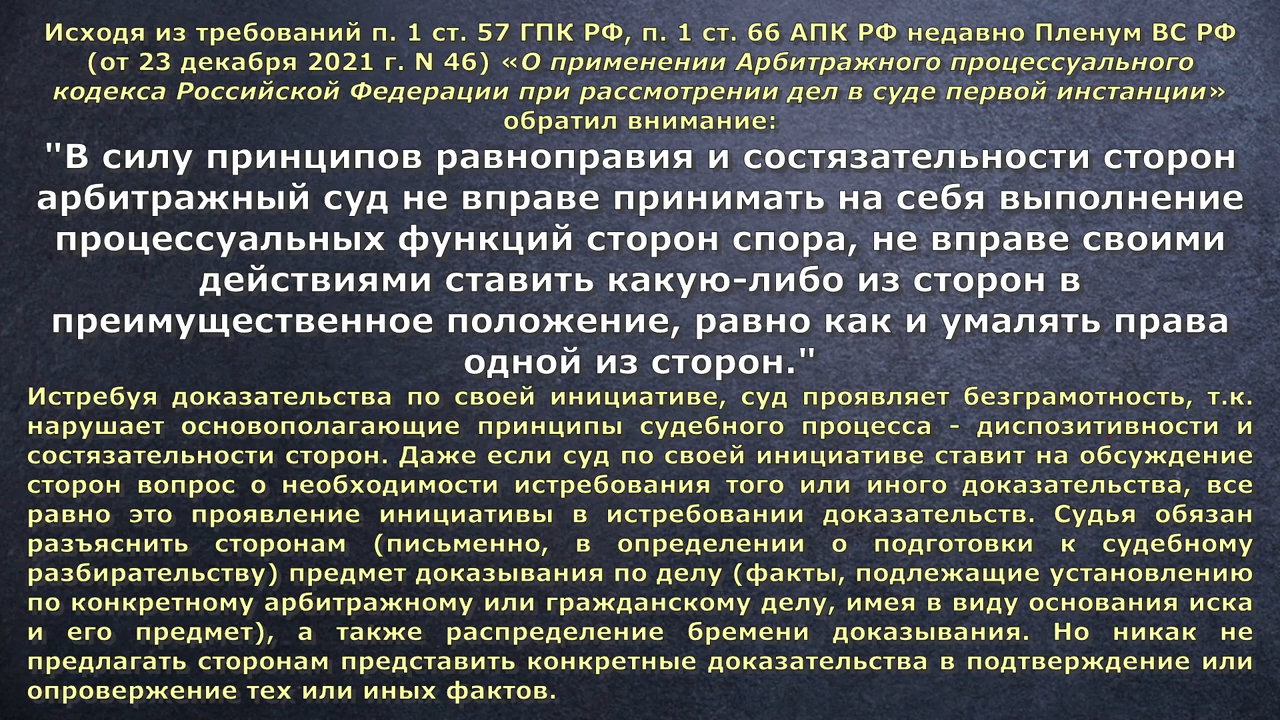 Исходя из требований п. 1 ст. 57 ГПК РФ, п. 1 ст. 66 АПК РФ недавно Пленум ВС РФ
(от 23 декабря 2021 г. N 46) «О применении Арбитражного процессуального
кодекса Российской Федерации при рассмотрении дел в суде первой инстанции»
обратил внимание:
"В силу принципов равноправия и состязательности сторон
арбитражный суд не вправе принимать на себя выполнение
процессуальных функций сторон спора, не вправе своими
действиями ставить какую-либо из сторон в
преимущественное положение, равно как и умалять права
одной из сторон."
Истребуя доказательства по своей инициативе, суд проявляет безграмотность, т.к.
нарушает основополагающие принципы судебного процесса - диспозитивности и
состязательности сторон. Даже если суд по своей инициативе ставит на обсуждение
сторон вопрос о необходимости истребования того или иного доказательства, все
равно это проявление инициативы в истребовании доказательств. Судья обязан
разъяснить сторонам (письменно, в определении о подготовки к судебному
разбирательству) предмет доказывания по делу (факты, подлежащие установлению
по конкретному арбитражному или гражданскому делу, имея в виду основания иска
и его предмет), а также распределение бремени доказывания. Но никак не
предлагать сторонам представить конкретные доказательства в подтверждение или
опровержение тех или иных фактов.